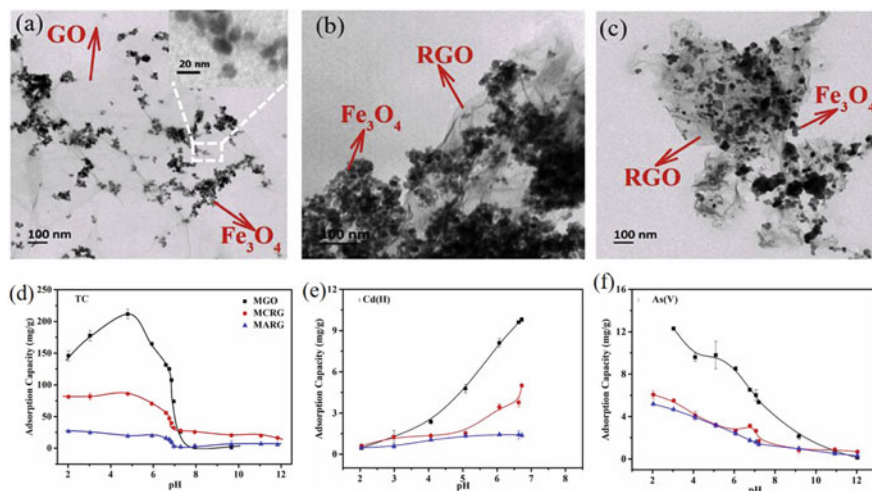 (a)
GO
20 nm
Fe₃O₄
100 nm
(b)
RGO
Fe₃O₄
100 nm
(c)
Fe₃O₄
RGO
100 nm
(d)
TC
MGO
MCRG
MARG
Adsorption Capacity (mg/g)
250
200
150
100
50
0
2 4 6 8 10 12
pH
(e)
Cd(II)
Adsorption Capacity (mg/g)
9
6
3
0
2 3 4 5 6 7 8
pH
(f)
As(V)
Adsorption Capacity (mg/g)
16
12
8
4
0
2 4 6 8 10 12
pH